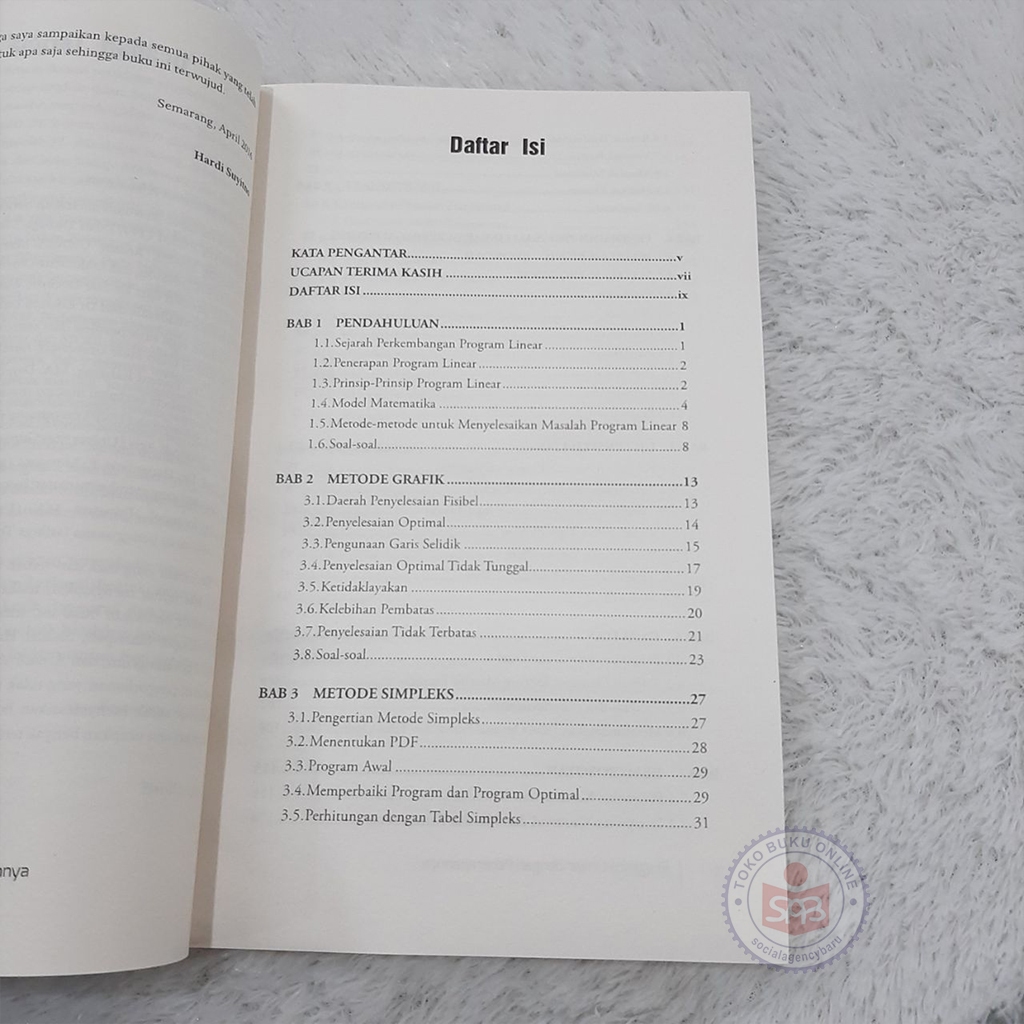 a saya sampaikan kepada semua pihak yang telah
tuk apa saja sehingga buku ini terwujud.
Semarang, April
Hardi Suyitno
nnya
Daftar Isi
KATA PENGANTAR..........v
UCAPAN TERIMA KASIH..........vii
DAFTAR ISI..........ix
BAB 1 PENDAHULUAN..........1
1.1.Sejarah Perkembangan Program Linear..........1
1.2.Penerapan Program Linear..........2
1.3.Prinsip-Prinsip Program Linear..........2
1.4.Model Matematika..........4
1.5.Metode-metode untuk Menyelesaikan Masalah Program Linear 8
1.6.Soal-soal..........8
BAB 2 METODE GRAFIK..........13
3.1.Daerah Penyelesaian Fisibel..........13
3.2.Penyelesaian Optimal..........14
3.3.Pengunaan Garis Selidik..........15
3.4.Penyelesaian Optimal Tidak Tunggal..........17
3.5.Ketidaklayakan..........19
3.6.Kelebihan Pembatas..........20
3.7.Penyelesaian Tidak Terbatas..........21
3.8.Soal-soal..........23
BAB 3 METODE SIMPLEKS..........27
3.1.Pengertian Metode Simpleks..........27
3.2.Menentukan PDF..........28
3.3.Program Awal..........29
3.4.Memperbaiki Program dan Program Optimal..........29
3.5.Perhitungan dengan Tabel Simpleks..........31
TOKO BUKU ONLINE
SAB
socialagencybaru